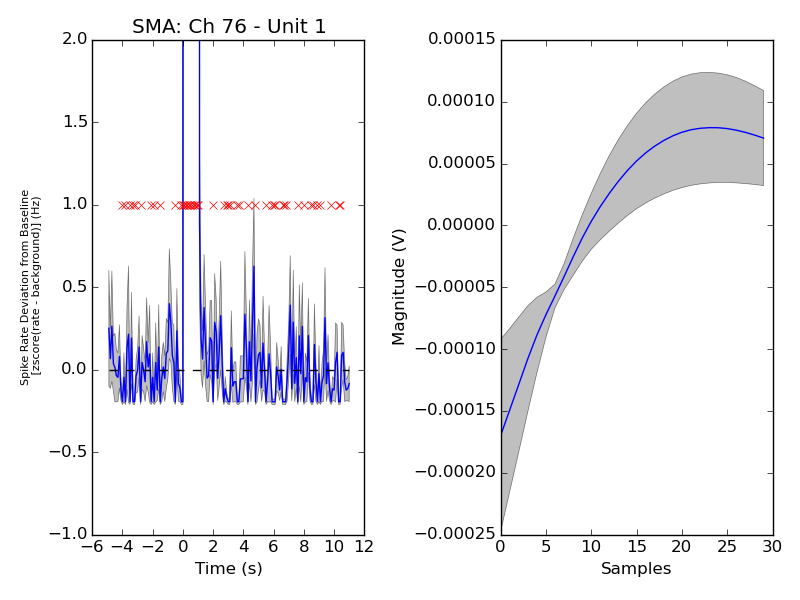 SMA: Ch 76 - Unit 1
Spike Rate Deviation from Baseline
[zscore(rate - background)] (Hz)
2.0
1.5
1.0
0.5
0.0
−0.5
−1.0
−6 −4 −2 0 2 4 6 8 10 12
Time (s)
Magnitude (V)
0.00015
0.00010
0.00005
0.00000
−0.00005
−0.00010
−0.00015
−0.00020
−0.00025
0 5 10 15 20 25 30
Samples